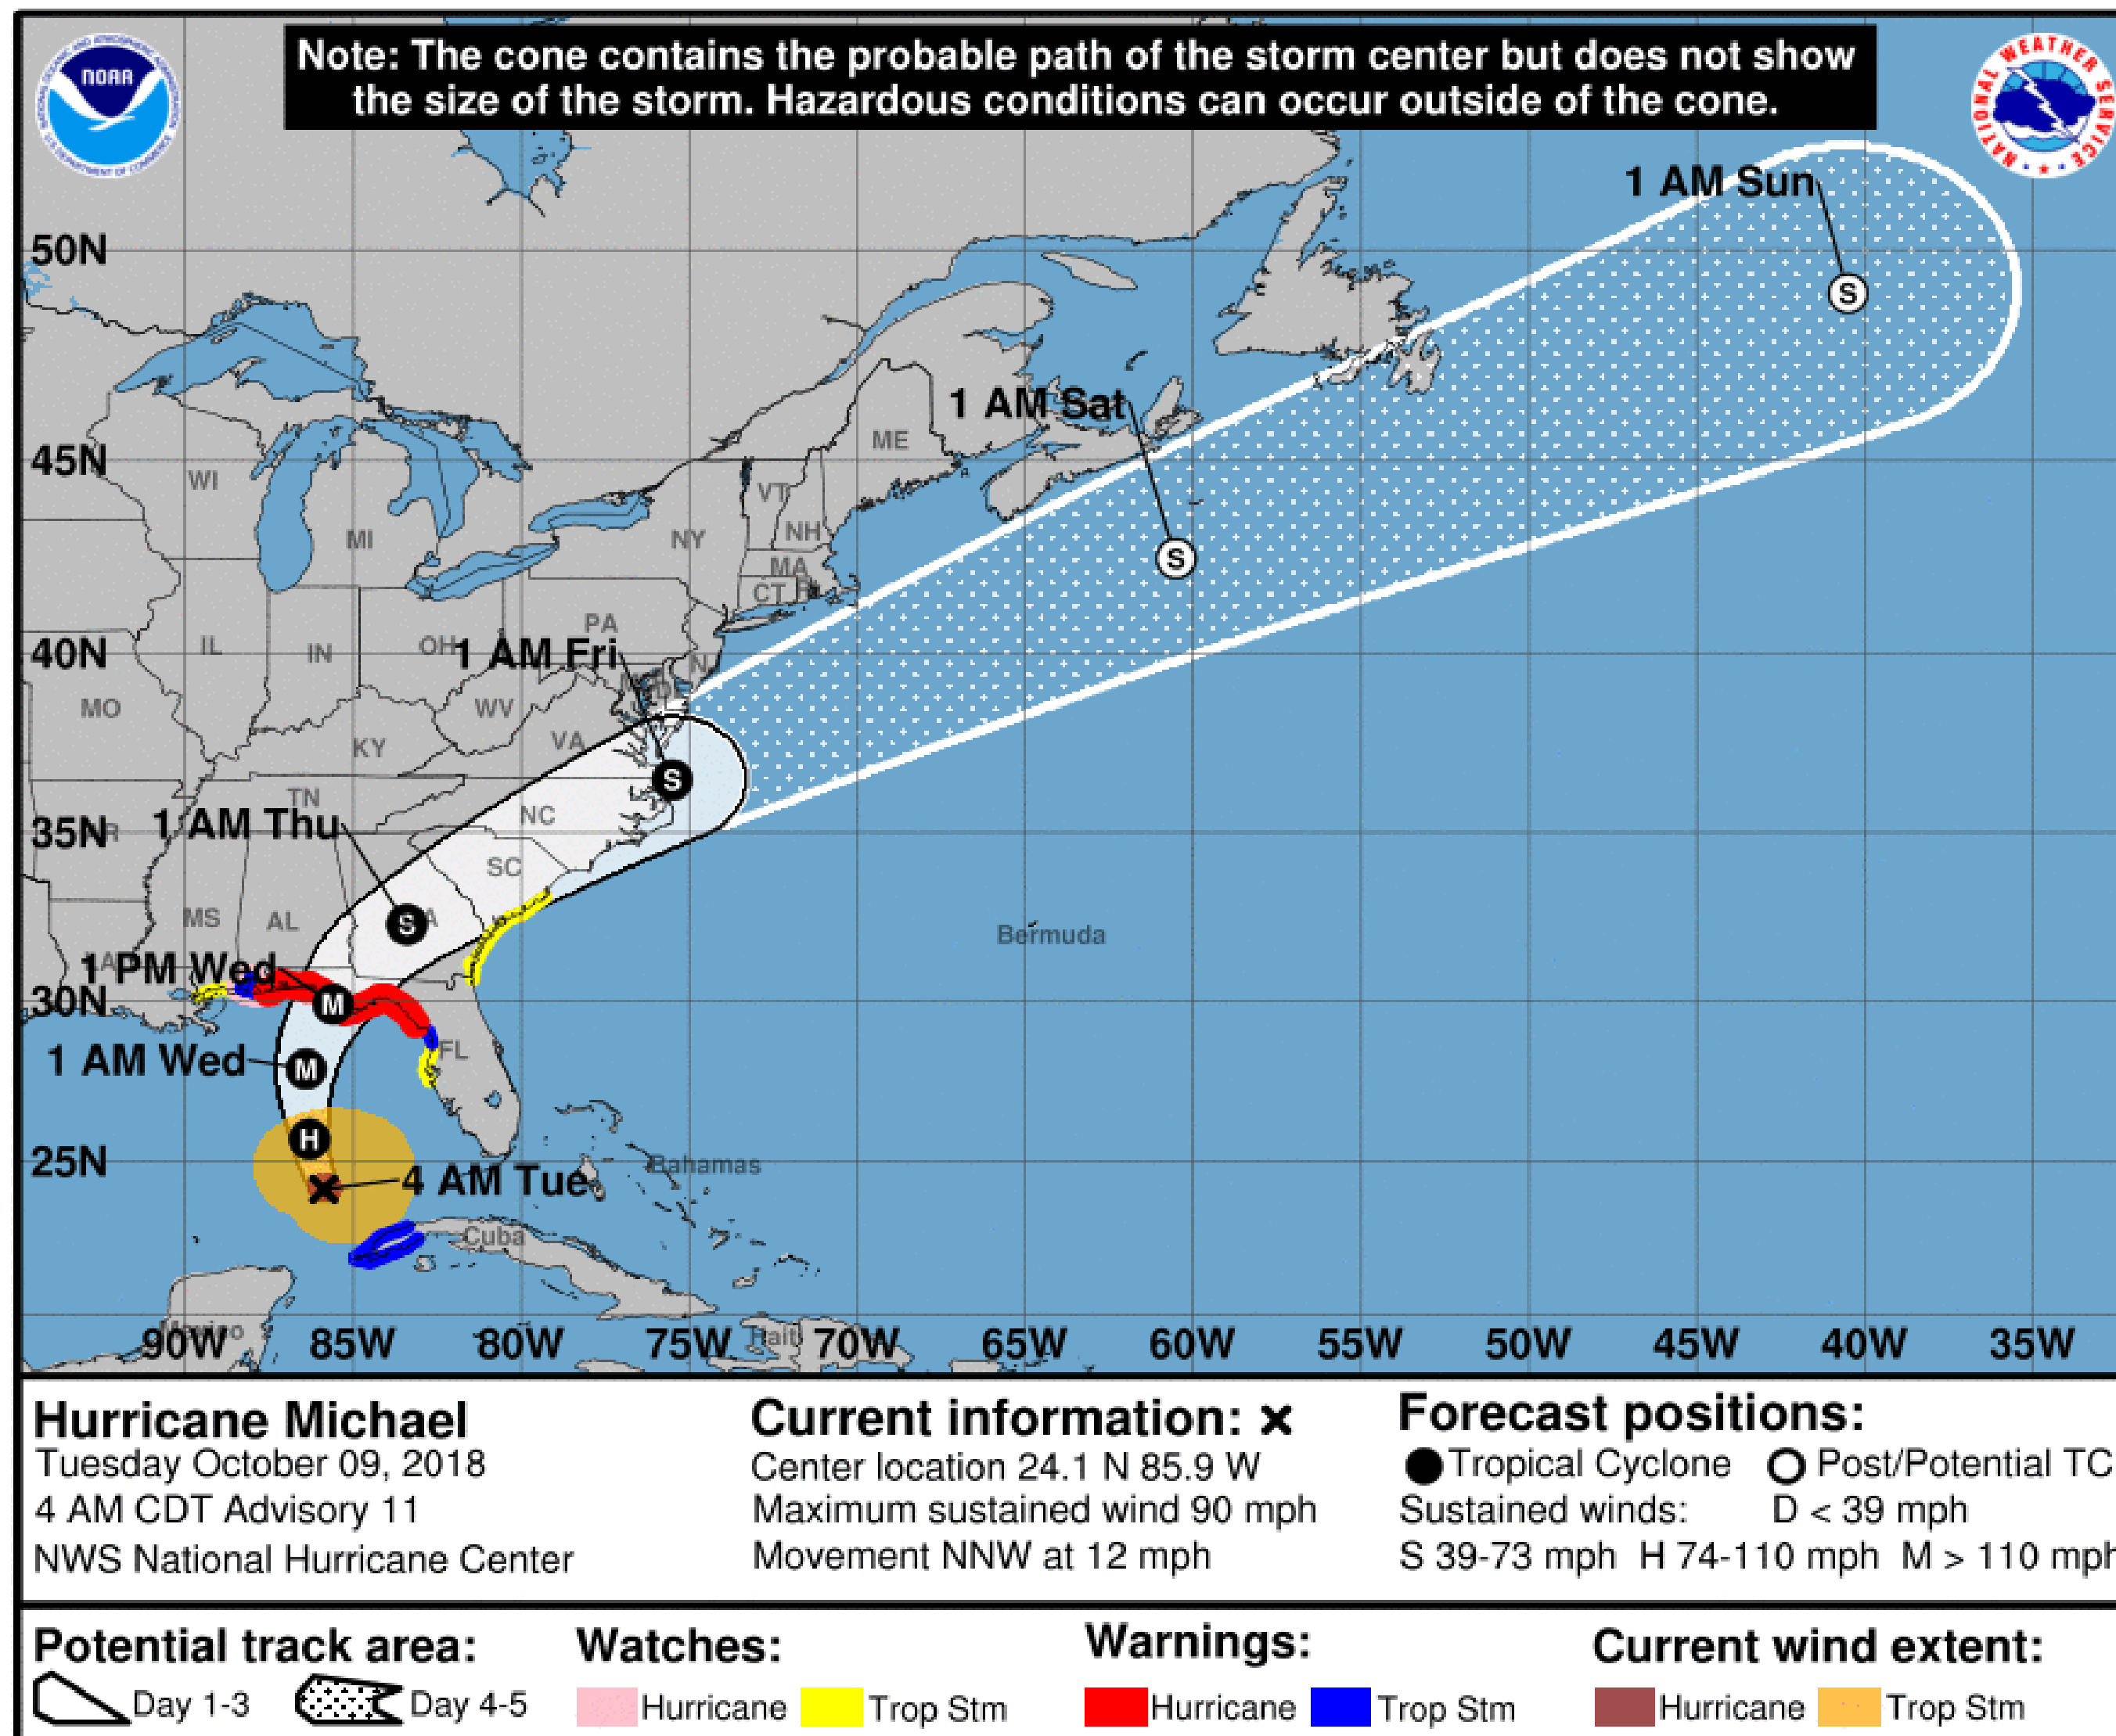 Note: The cone contains the probable path of the storm center but does not show
the size of the storm. Hazardous conditions can occur outside of the cone.
NOAA
NATIONAL WEATHER SERVICE
1 AM Sun
50N
S
1 AM Sat
ME
45N
WI
VT
MI
NY
NH
S
MA
CT
PA
IL
IN
OH
1 AM Fri
40N
MO
WV
VA
KY
S
TN
NC
1 AM Thu
35N
SC
MS
AL
S
Bermuda
1 PM Wed
30N
M
1 AM Wed
M
FL
H
25N
4 AM Tue
Bahamas
Cuba
Mexico
Haiti
90W 85W 80W 75W 70W 65W 60W 55W 50W 45W 40W 35W
Hurricane Michael
Tuesday October 09, 2018
4 AM CDT Advisory 11
NWS National Hurricane Center
Current information: x
Center location 24.1 N 85.9 W
Maximum sustained wind 90 mph
Movement NNW at 12 mph
Forecast positions:
Tropical Cyclone Post/Potential TC
Sustained winds: D < 39 mph
S 39-73 mph H 74-110 mph M > 110 mph
Potential track area:
Day 1-3 Day 4-5
Watches:
Hurricane Trop Stm
Warnings:
Hurricane Trop Stm
Current wind extent:
Hurricane Trop Stm